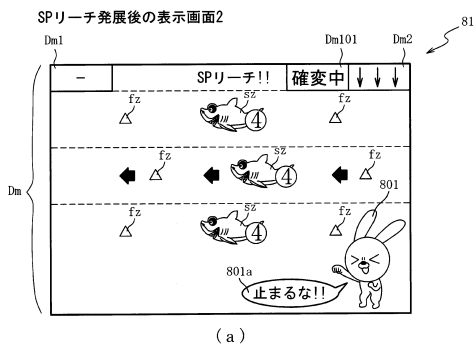 SPリーチ発展後の表示画面2
81
Dm1
Dm101
Dm2
−
SPリーチ!!
確変中
↓↓↓
fz
sz
fz
④
Dm
fz
sz
fz
④
801
fz
sz
fz
④
801a
止まるな!!
(a)